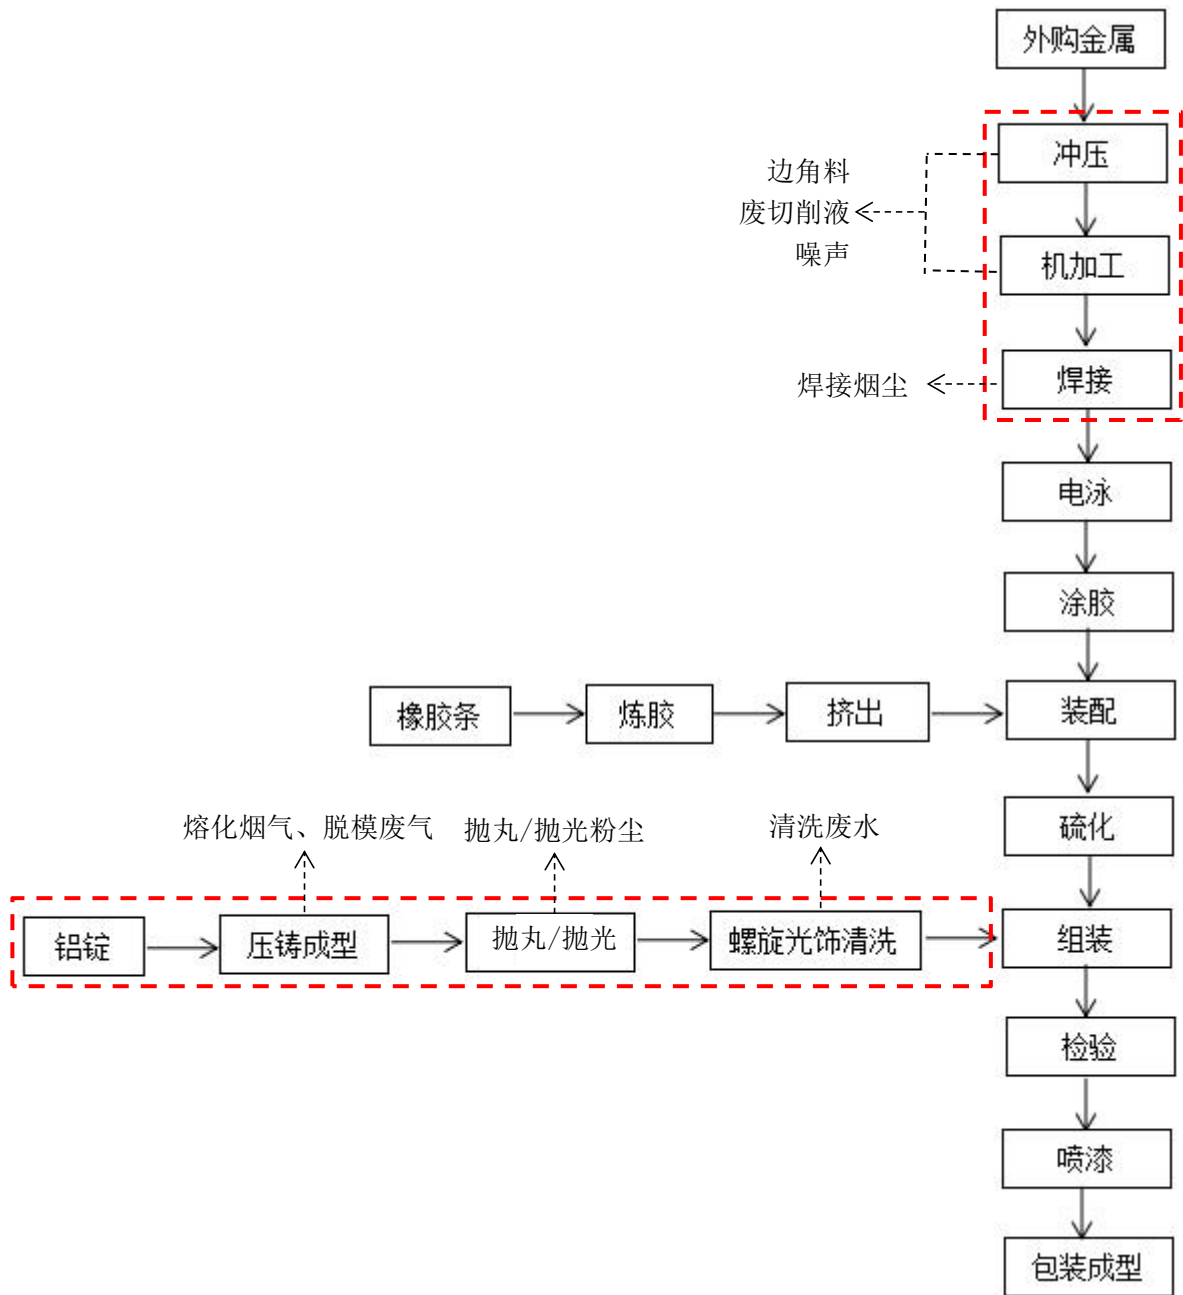 外购金属
冲压
边角料
废切削液
噪声
机加工
焊接烟尘
焊接
电泳
涂胶
橡胶条
炼胶
挤出
装配
熔化烟气、脱模废气
抛丸/抛光粉尘
清洗废水
硫化
铝锭
压铸成型
抛丸/抛光
螺旋光饰清洗
组装
检验
喷漆
包装成型